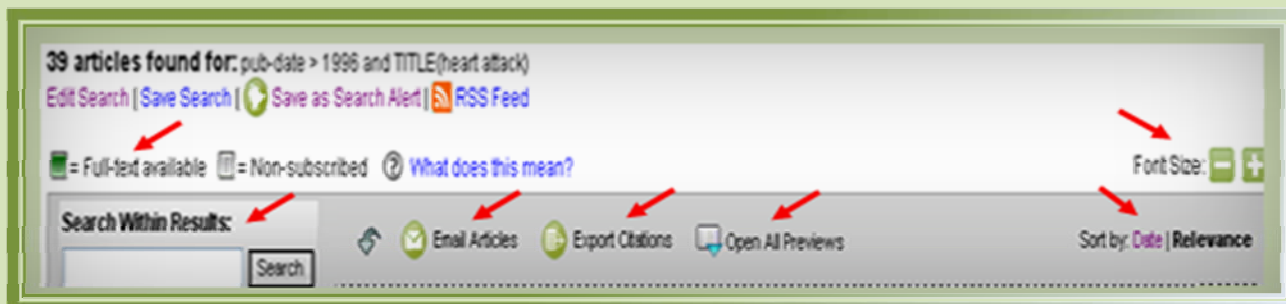 39 articles found for: pub-date > 1996 and TITLE(heart attack)
Edit Search | Save Search | Save as Search Alert | RSS Feed
= Full-text available = Non-subscribed ? What does this mean? Font Size: − +
Search Within Results: Email Articles Export Citations Open All Previews Sort by: Date | Relevance
Search